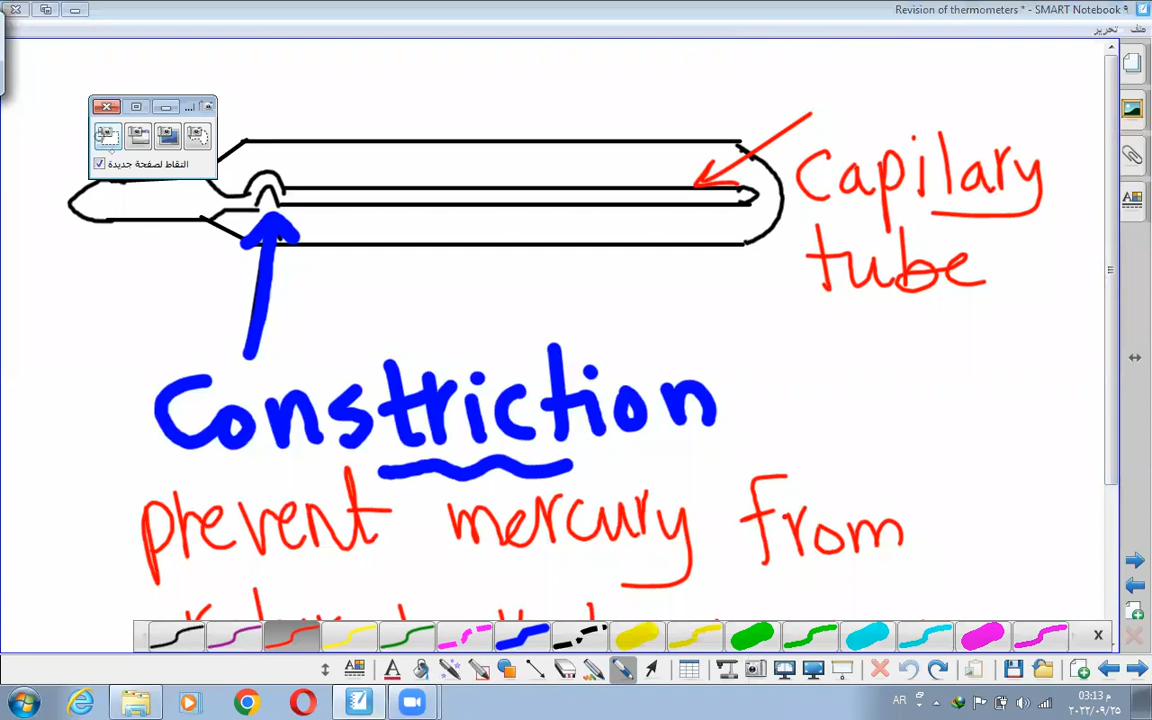 Revision of thermometers * - SMART Notebook
ملف تحرير
التقاط لصفحة جديدة
capilary
tube
Constriction
prevent mercury from
AR
03:13 م
٢٠٢٢/٠٩/٢٥